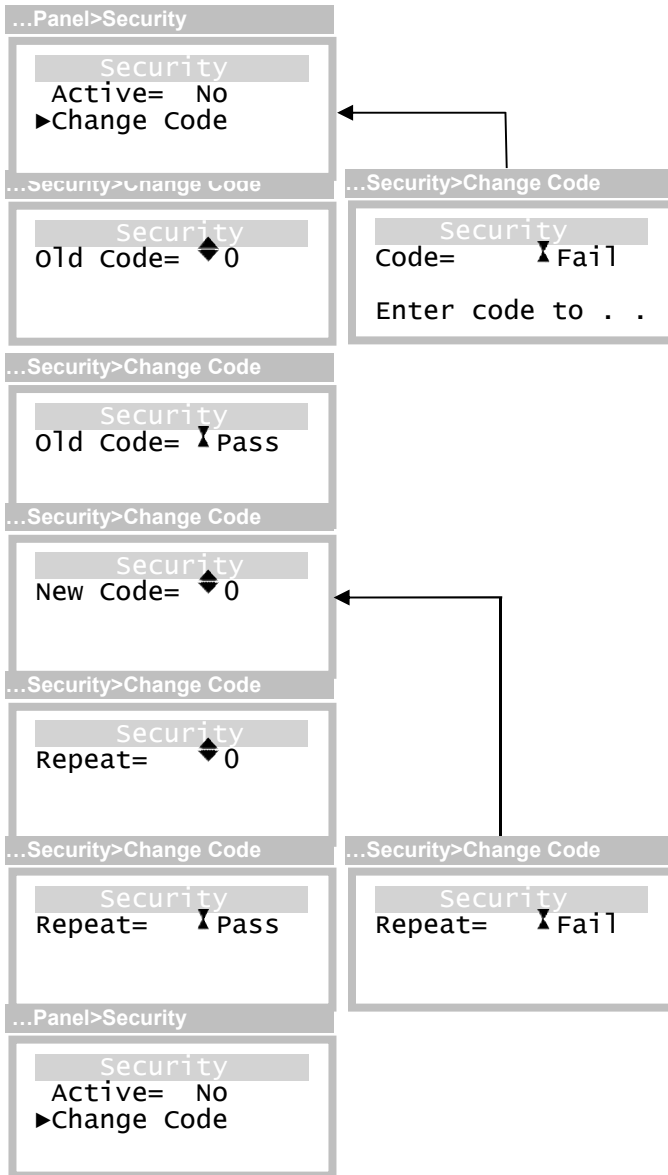 …Panel>Security
Security
Active= No
►Change Code
...Security>Change Code
...Security>Change Code
Security
Old Code= 0
Security
Code= Fail
Enter code to . .
…Security>Change Code
Security
Old Code= Pass
...Security>Change Code
Security
New Code= 0
...Security>Change Code
Security
Repeat= 0
...Security>Change Code
...Security>Change Code
Security
Repeat= Pass
Security
Repeat= Fail
…Panel>Security
Security
Active= No
►Change Code